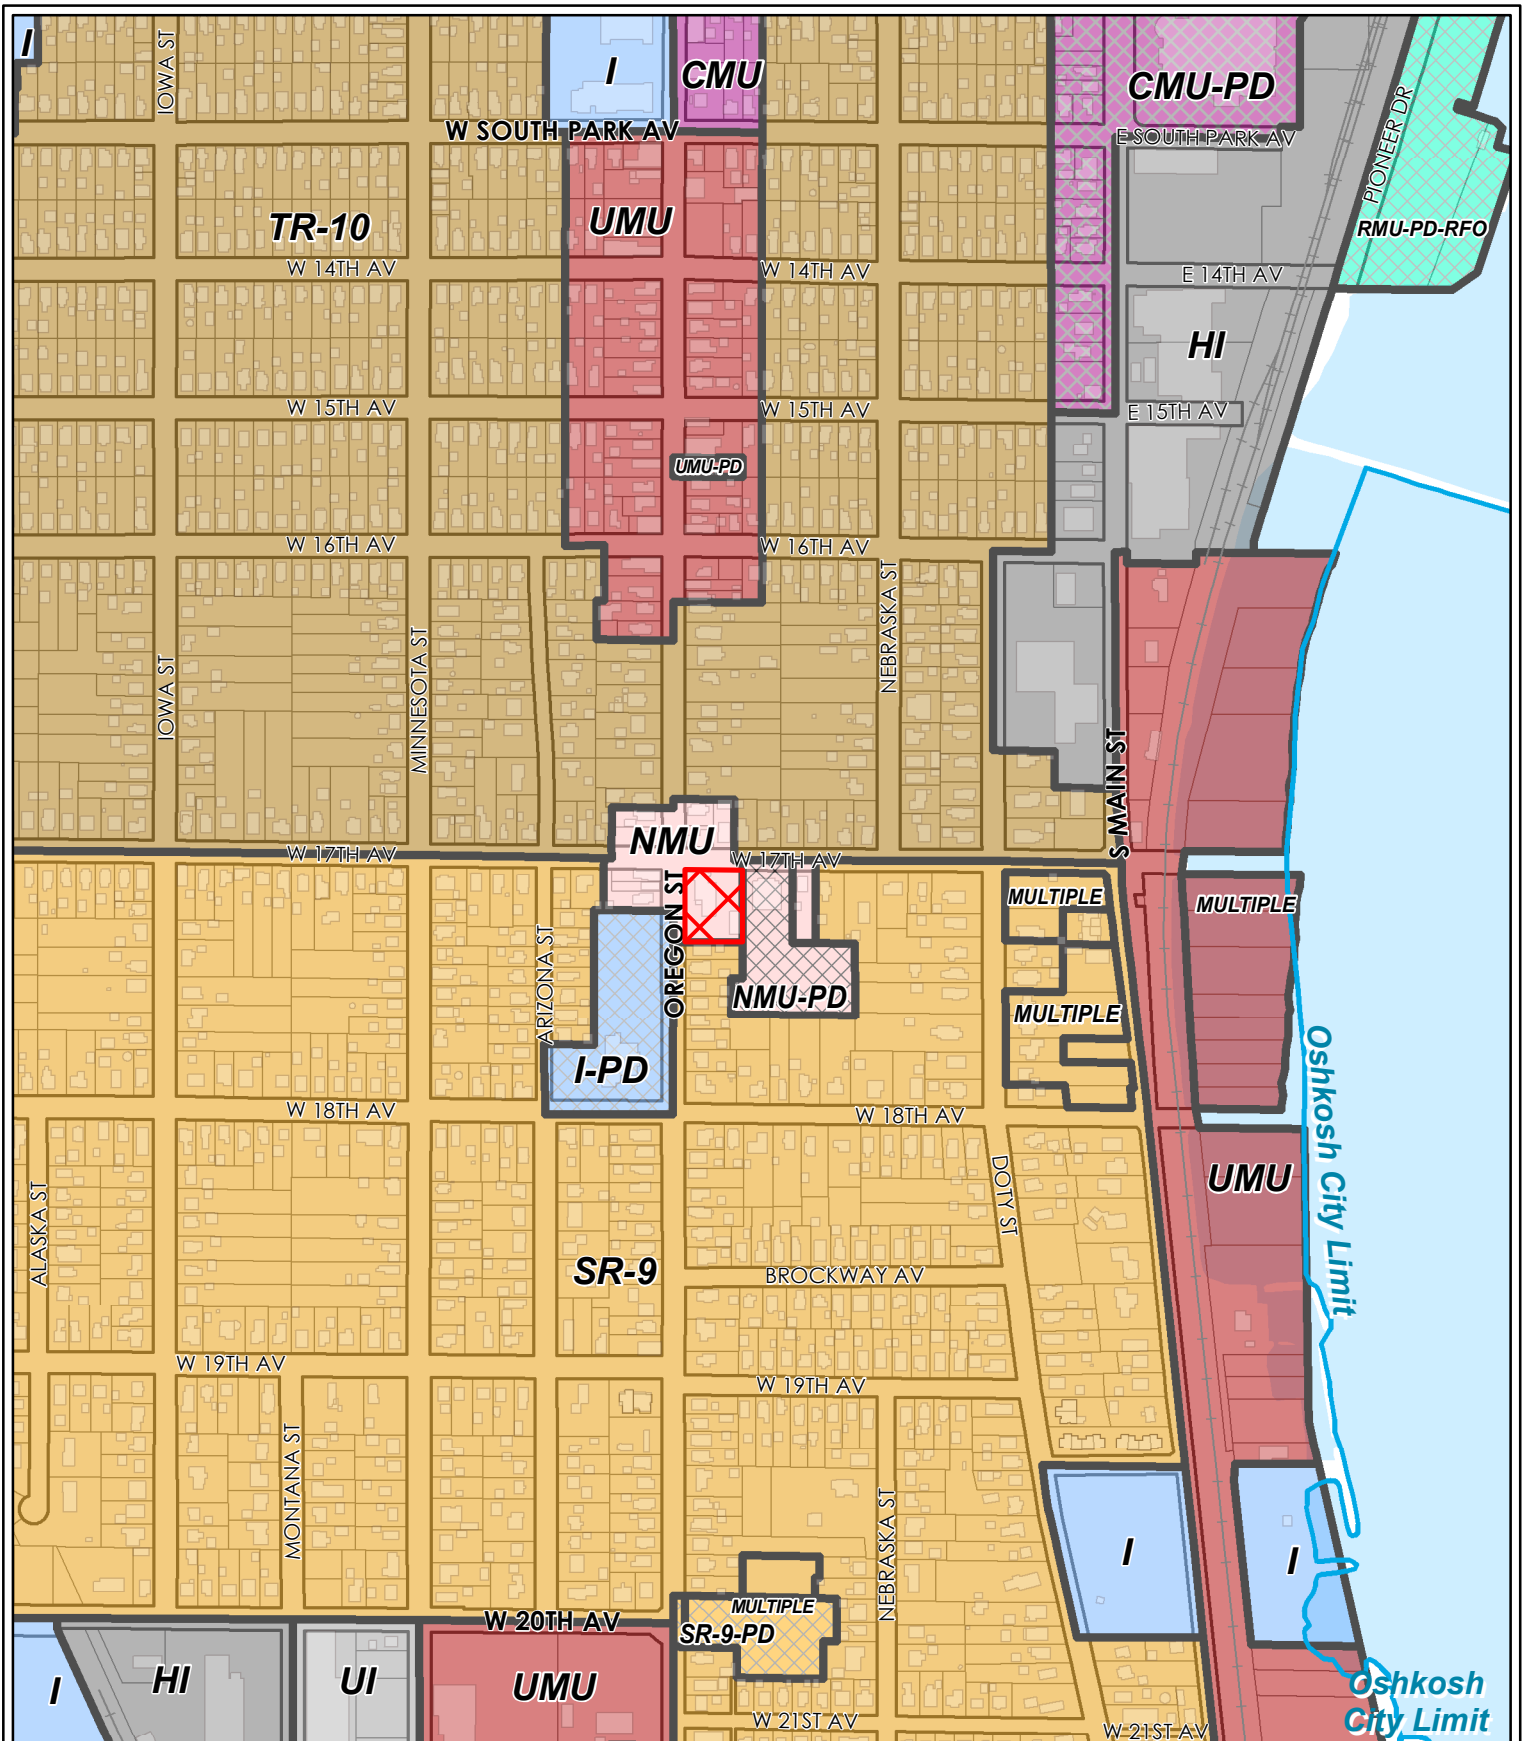 I
IOWA ST
I
CMU
CMU-PD
PIONEER DR
W SOUTH PARK AV
E SOUTH PARK AV
TR-10
UMU
RMU-PD-RFO
W 14TH AV
W 14TH AV
E 14TH AV
HI
W 15TH AV
W 15TH AV
E 15TH AV
UMU-PD
W 16TH AV
W 16TH AV
IOWA ST
MINNESOTA ST
NEBRASKA ST
S MAIN ST
NMU
W 17TH AV
W 17TH AV
MULTIPLE
MULTIPLE
ARIZONA ST
OREGON ST
NMU-PD
MULTIPLE
I-PD
Oshkosh City Limit
W 18TH AV
W 18TH AV
ALASKA ST
DOTY ST
UMU
SR-9
BROCKWAY AV
W 19TH AV
W 19TH AV
MONTANA ST
NEBRASKA ST
I
I
MULTIPLE
W 20TH AV
SR-9-PD
I
HI
UI
UMU
W 21ST AV
W 21ST AV
Oshkosh
City Limit